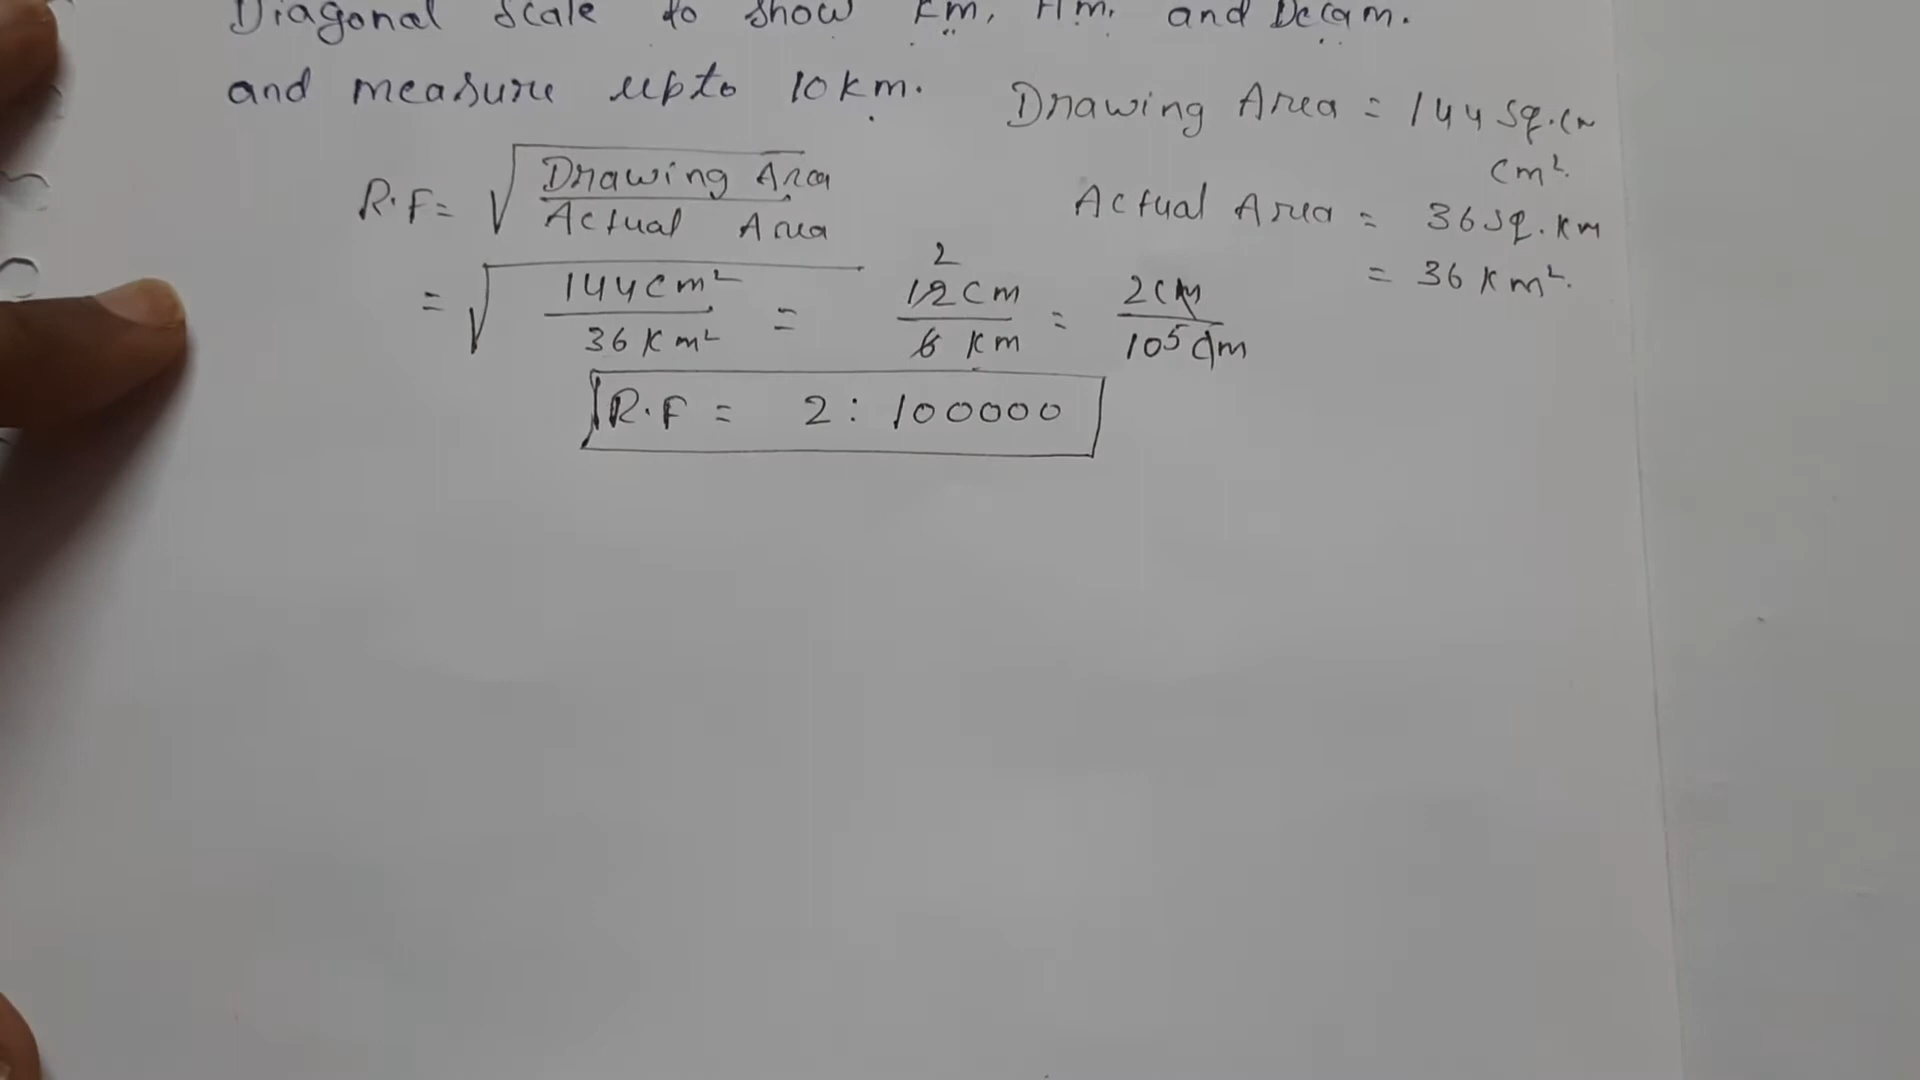 Diagonal scale to show km, Hm, and Decam.
and measure upto 10km.
Drawing Area = 144 sq.cm
cm².
R.F = √ Drawing Area / Actual Area
Actual Area = 36 sq. km
= 36 km².
= √ 144 cm² / 36 km² = 12 cm / 6 km = 2 cm / 10⁵ cm
2
R.F = 2 : 100000